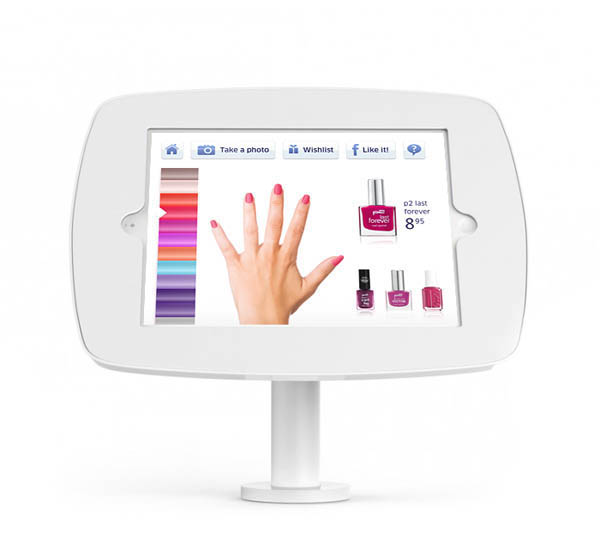 Take a photo
Wishlist
f Like it!
?
p2 last
forever
8 95
p2
last
forever